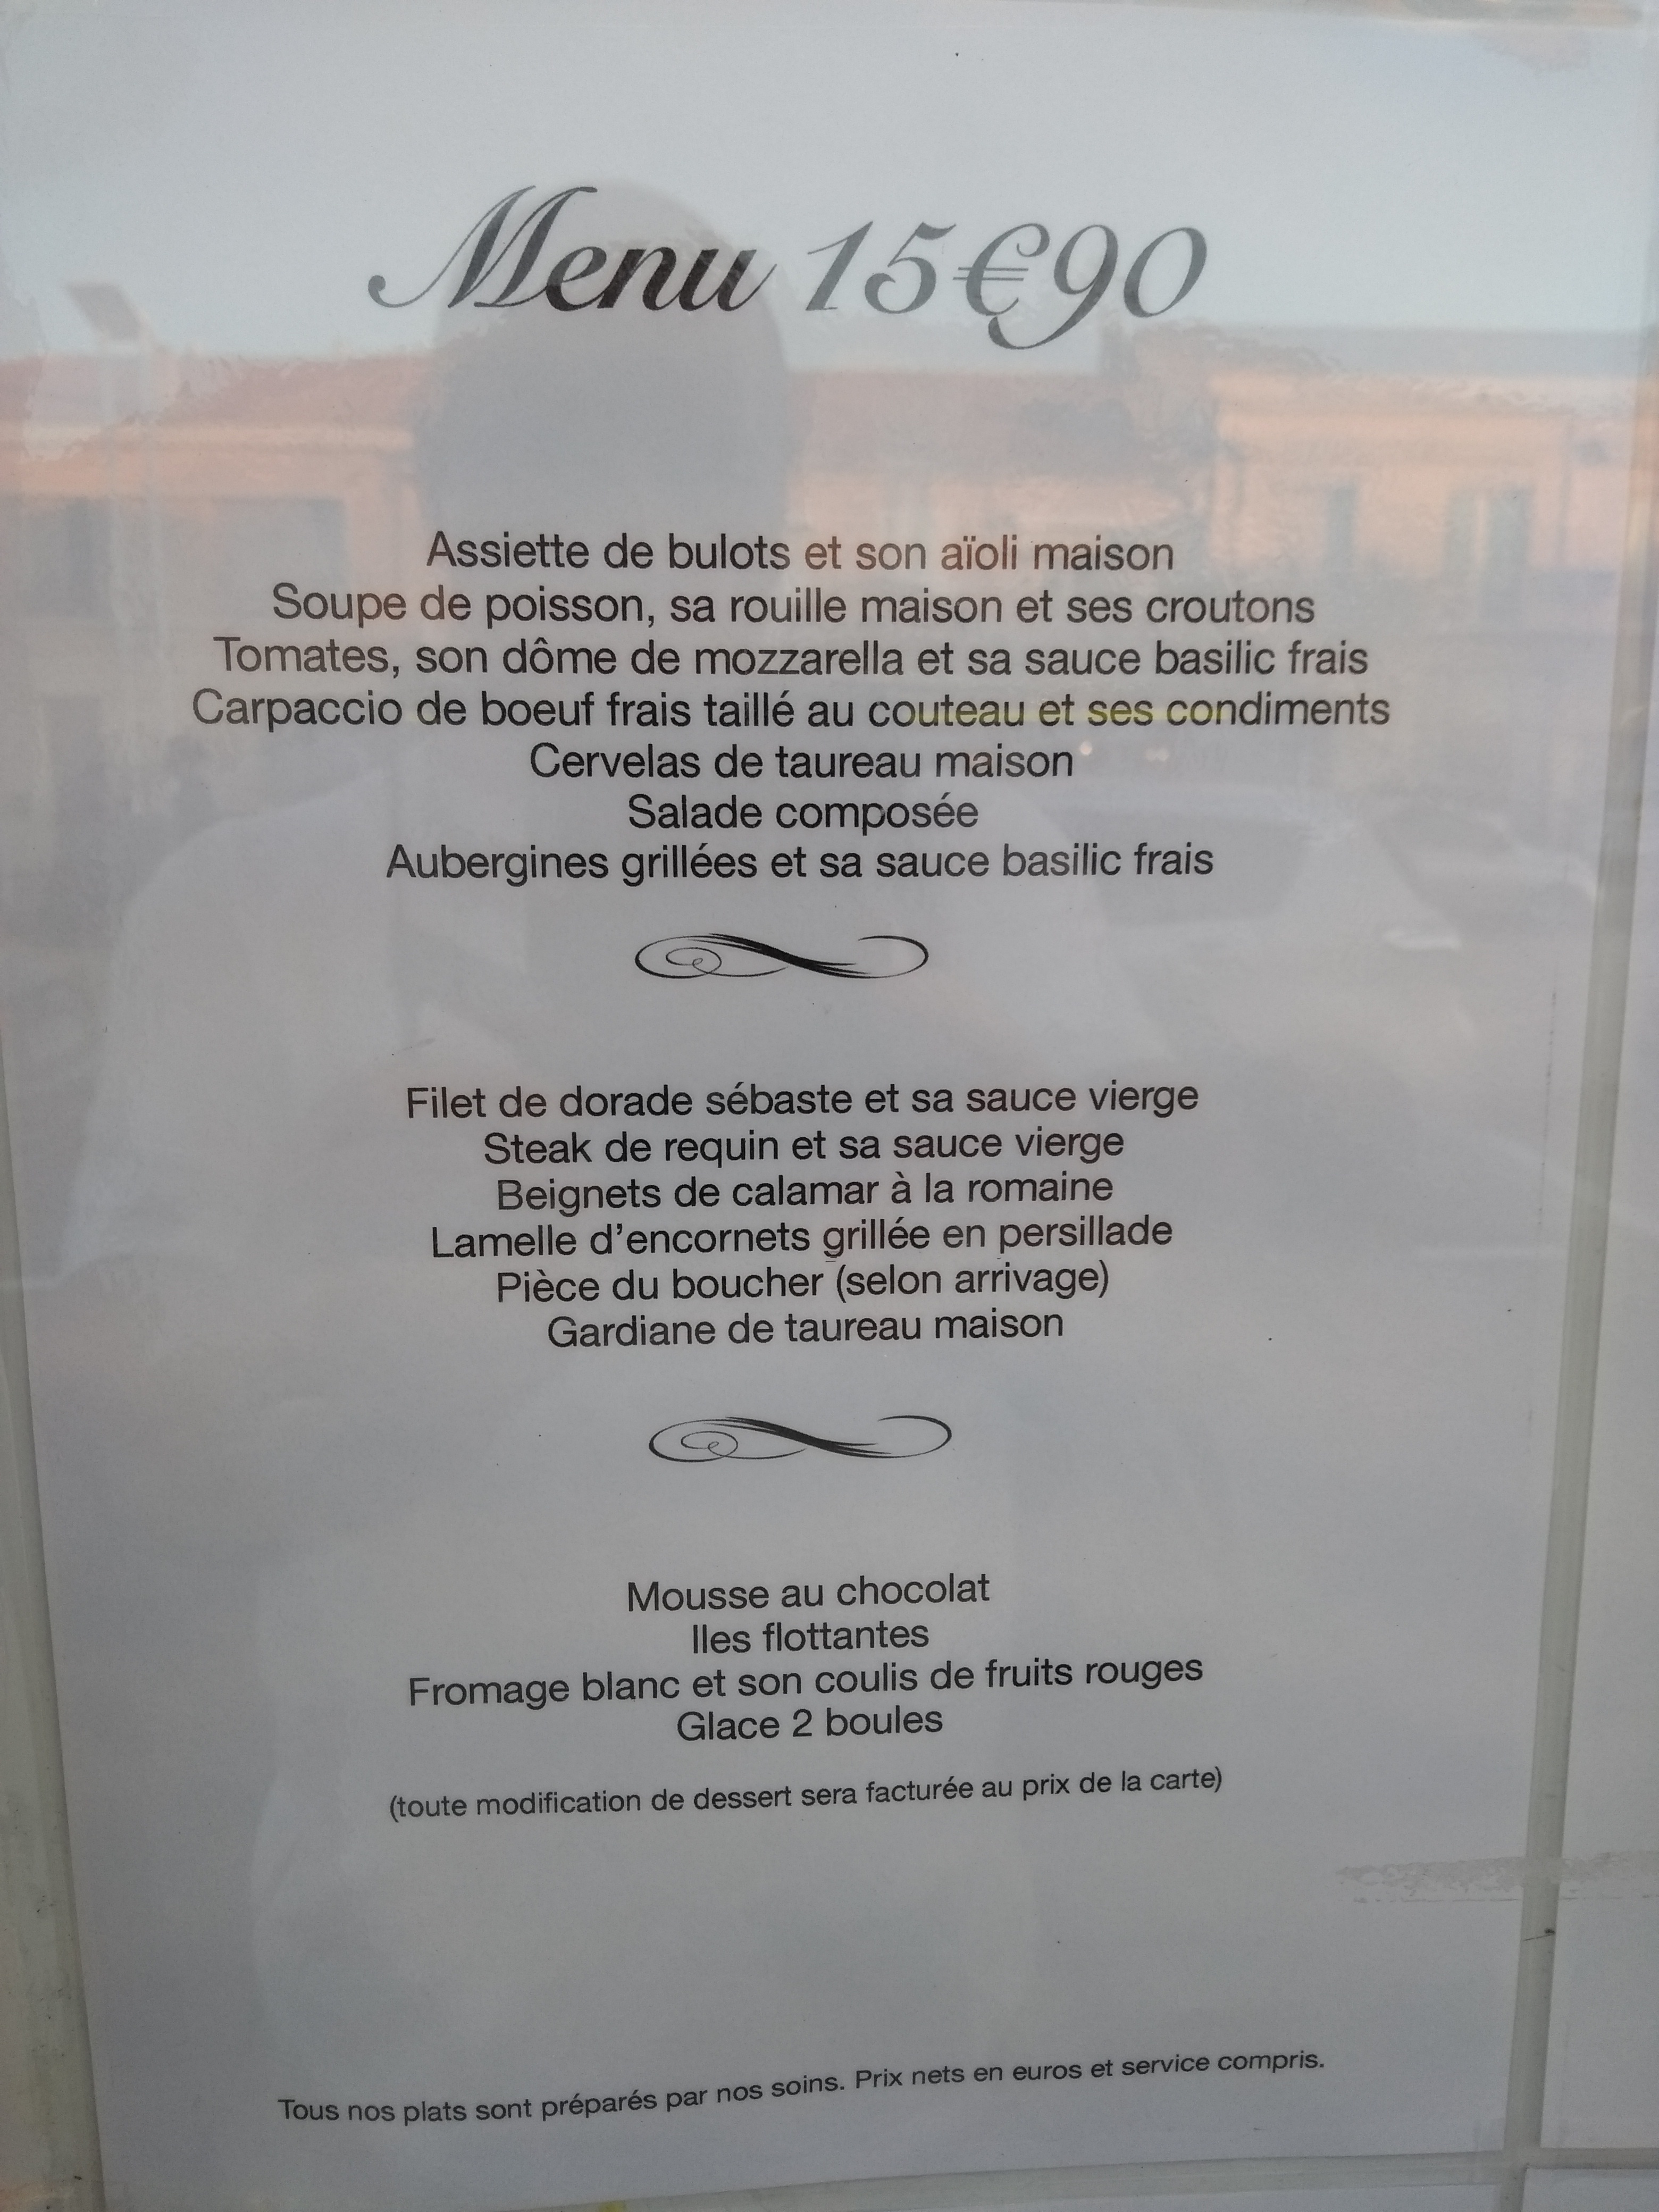 Menu 15€90
Assiette de bulots et son aïoli maison
Soupe de poisson, sa rouille maison et ses croutons
Tomates, son dôme de mozzarella et sa sauce basilic frais
Carpaccio de boeuf frais taillé au couteau et ses condiments
Cervelas de taureau maison
Salade composée
Aubergines grillées et sa sauce basilic frais
Filet de dorade sébaste et sa sauce vierge
Steak de requin et sa sauce vierge
Beignets de calamar à la romaine
Lamelle d'encornets grillée en persillade
Pièce du boucher (selon arrivage)
Gardiane de taureau maison
Mousse au chocolat
Iles flottantes
Fromage blanc et son coulis de fruits rouges
Glace 2 boules
(toute modification de dessert sera facturée au prix de la carte)
Tous nos plats sont préparés par nos soins. Prix nets en euros et service compris.